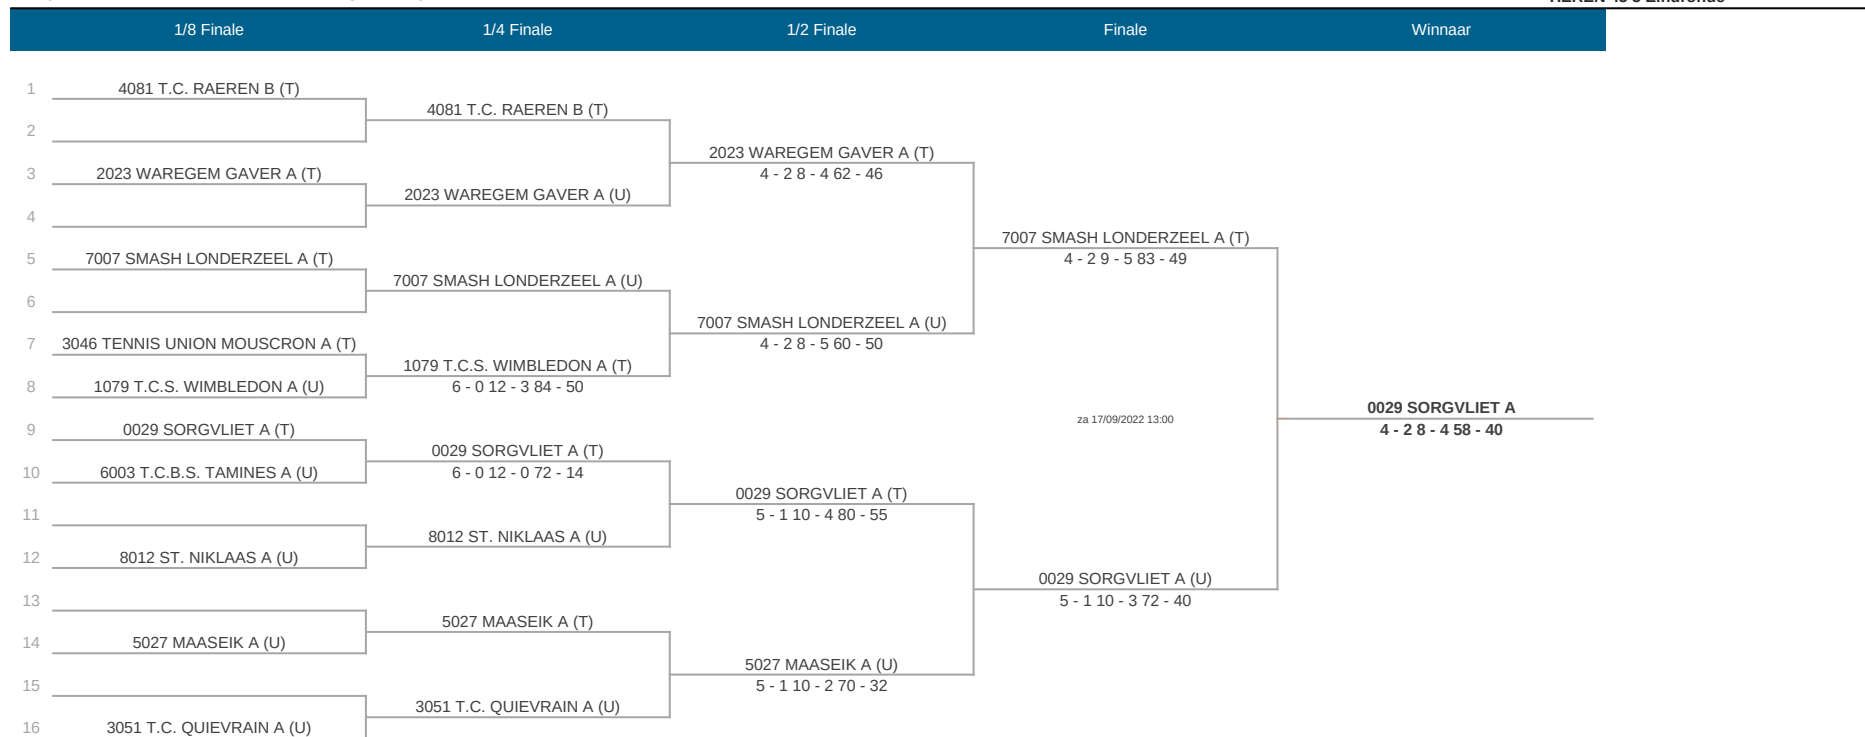 1/8 Finale 1/4 Finale 1/2 Finale Finale Winnaar
1 4081 T.C. RAEREN B (T)
4081 T.C. RAEREN B (T)
2
2023 WAREGEM GAVER A (T)
3 2023 WAREGEM GAVER A (T) 4 - 2 8 - 4 62 - 46
2023 WAREGEM GAVER A (U)
4
7007 SMASH LONDERZEEL A (T)
5 7007 SMASH LONDERZEEL A (T) 4 - 2 9 - 5 83 - 49
7007 SMASH LONDERZEEL A (U)
6
7007 SMASH LONDERZEEL A (U)
7 3046 TENNIS UNION MOUSCRON A (T) 4 - 2 8 - 5 60 - 50
1079 T.C.S. WIMBLEDON A (T)
8 1079 T.C.S. WIMBLEDON A (U) 6 - 0 12 - 3 84 - 50
0029 SORGVLIET A
za 17/09/2022 13:00
9 0029 SORGVLIET A (T) 4 - 2 8 - 4 58 - 40
0029 SORGVLIET A (T)
10 6003 T.C.B.S. TAMINES A (U) 6 - 0 12 - 0 72 - 14
0029 SORGVLIET A (T)
11 5 - 1 10 - 4 80 - 55
8012 ST. NIKLAAS A (U)
12 8012 ST. NIKLAAS A (U)
0029 SORGVLIET A (U)
13 5 - 1 10 - 3 72 - 40
5027 MAASEIK A (T)
14 5027 MAASEIK A (U)
5027 MAASEIK A (U)
15 5 - 1 10 - 2 70 - 32
3051 T.C. QUIEVRAIN A (U)
16 3051 T.C. QUIEVRAIN A (U)